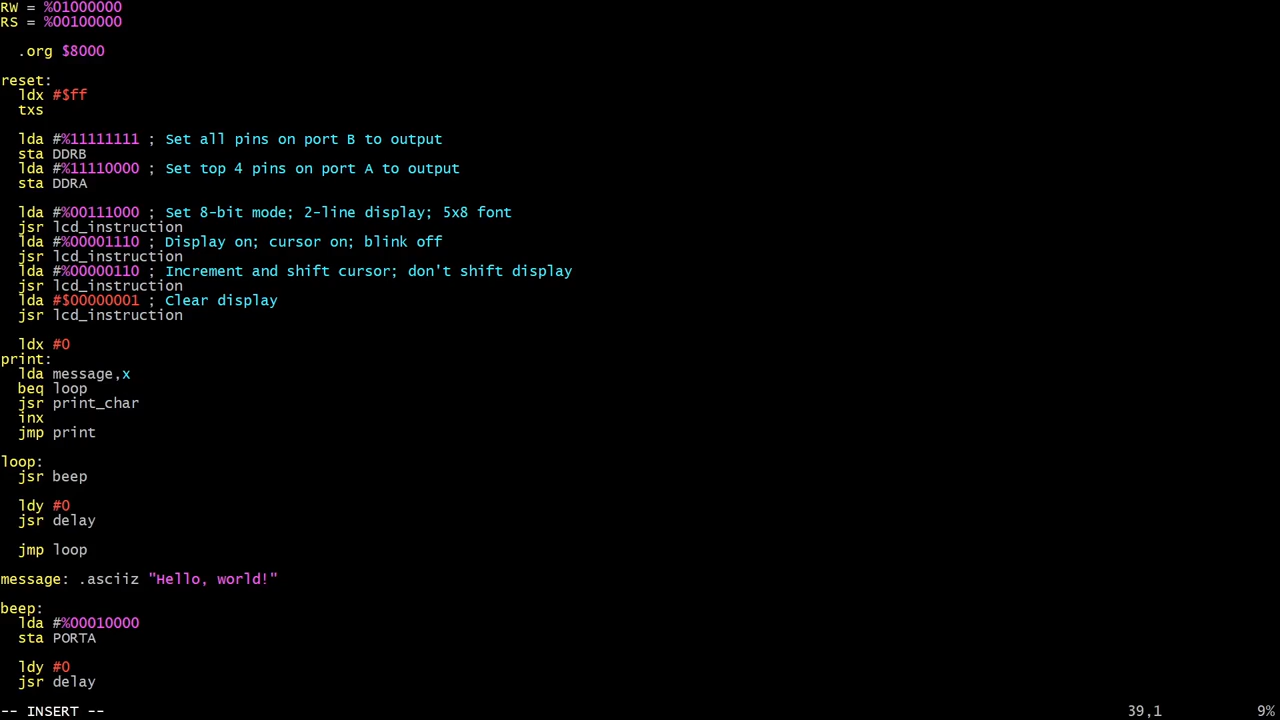 RW = %01000000
RS = %00100000
.org $8000
reset:
ldx #$ff
txs
lda #%11111111 ; Set all pins on port B to output
sta DDRB
lda #%11110000 ; Set top 4 pins on port A to output
sta DDRA
lda #%00111000 ; Set 8-bit mode; 2-line display; 5x8 font
jsr lcd_instruction
lda #%00001110 ; Display on; cursor on; blink off
jsr lcd_instruction
lda #%00000110 ; Increment and shift cursor; don't shift display
jsr lcd_instruction
lda #$00000001 ; Clear display
jsr lcd_instruction
ldx #0
print:
lda message,x
beq loop
jsr print_char
inx
jmp print
loop:
jsr beep
ldy #0
jsr delay
jmp loop
message: .asciiz "Hello, world!"
beep:
lda #%00010000
sta PORTA
ldy #0
jsr delay
-- INSERT -- 39,1 9%